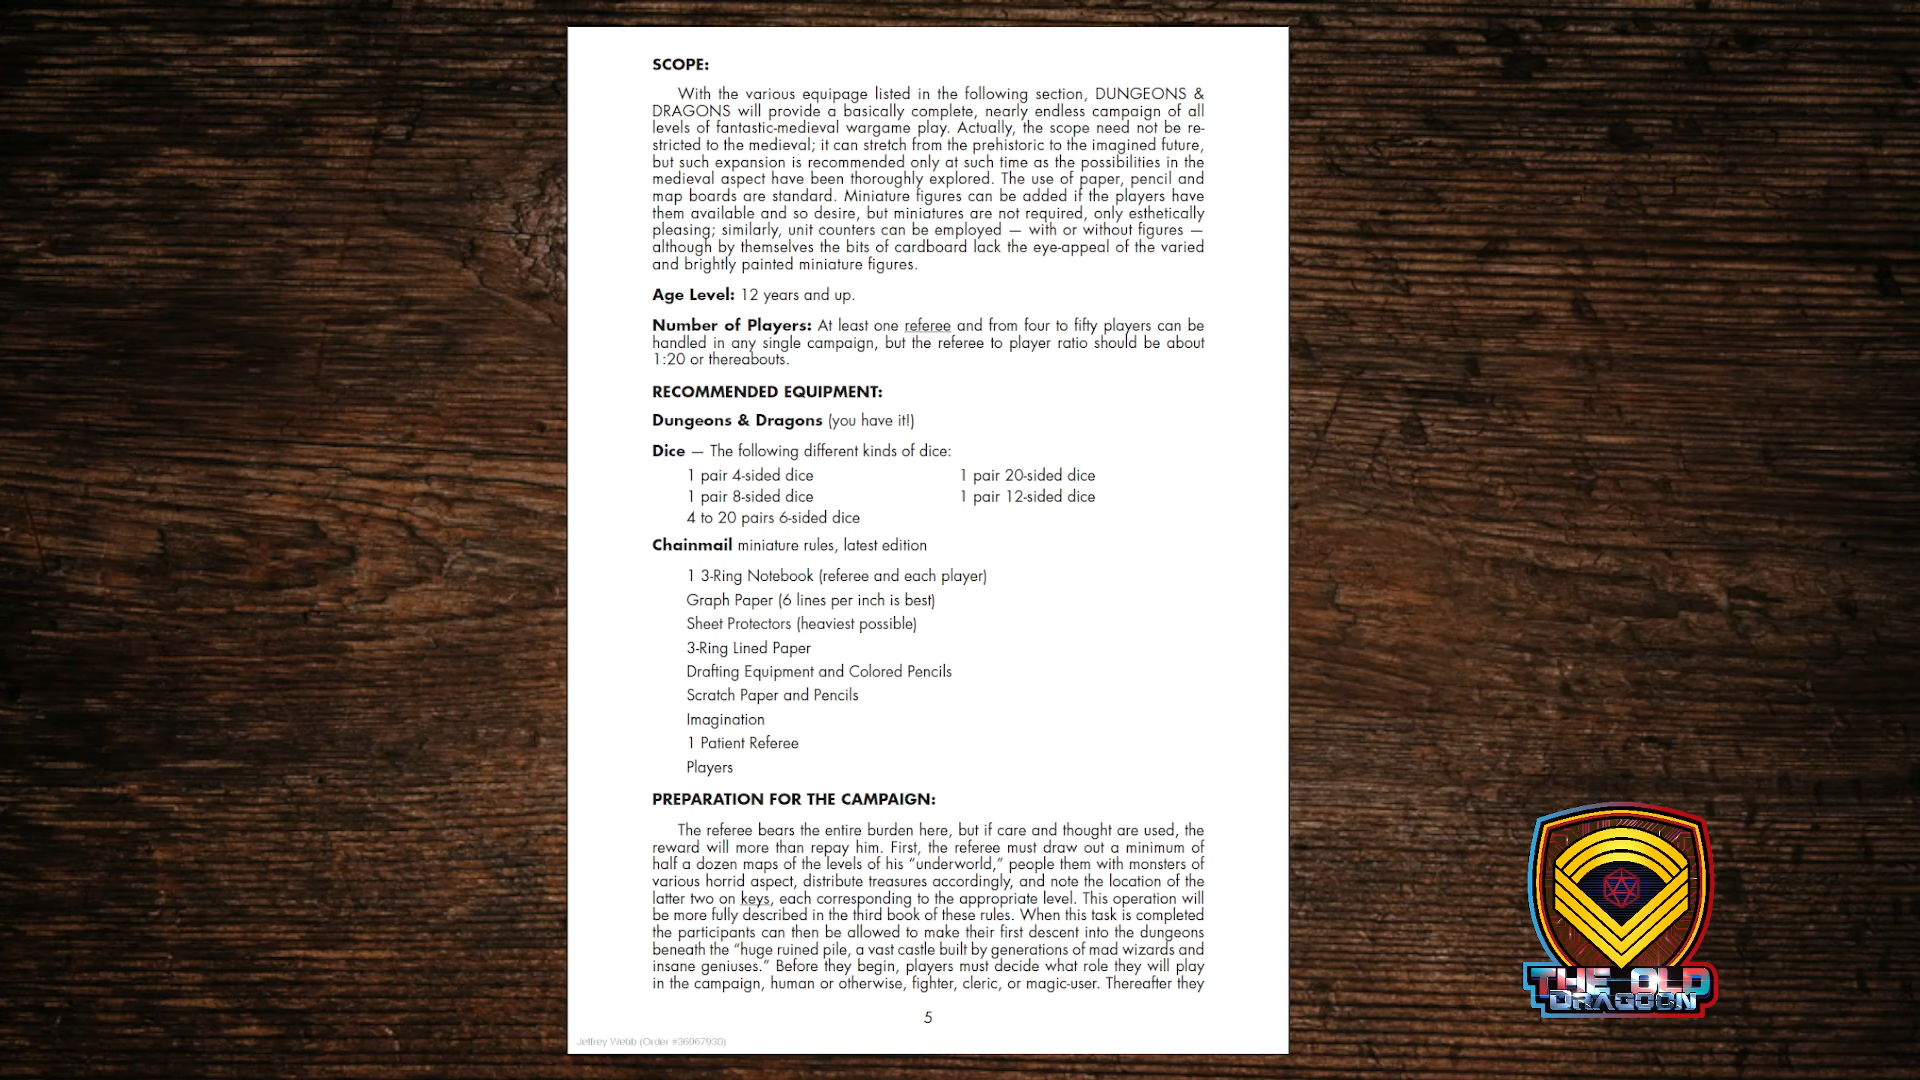 SCOPE:
With the various equipage listed in the following section, DUNGEONS &
DRAGONS will provide a basically complete, nearly endless campaign of all
levels of fantastic-medieval wargame play. Actually, the scope need not be re-
stricted to the medieval; it can stretch from the prehistoric to the imagined future,
but such expansion is recommended only at such time as the possibilities in the
medieval aspect have been thoroughly explored. The use of paper, pencil and
map boards are standard. Miniature figures can be added if the players have
them available and so desire, but miniatures are not required, only esthetically
pleasing; similarly, unit counters can be employed — with or without figures —
although by themselves the bits of cardboard lack the eye-appeal of the varied
and brightly painted miniature figures.
Age Level: 12 years and up.
Number of Players: At least one referee and from four to fifty players can be
handled in any single campaign, but the referee to player ratio should be about
1:20 or thereabouts.
RECOMMENDED EQUIPMENT:
Dungeons & Dragons (you have it!)
Dice — The following different kinds of dice:
1 pair 4-sided dice 1 pair 20-sided dice
1 pair 8-sided dice 1 pair 12-sided dice
4 to 20 pairs 6-sided dice
Chainmail miniature rules, latest edition
1 3-Ring Notebook (referee and each player)
Graph Paper (6 lines per inch is best)
Sheet Protectors (heaviest possible)
3-Ring Lined Paper
Drafting Equipment and Colored Pencils
Scratch Paper and Pencils
Imagination
1 Patient Referee
Players
PREPARATION FOR THE CAMPAIGN:
The referee bears the entire burden here, but if care and thought are used, the
reward will more than repay him. First, the referee must draw out a minimum of
half a dozen maps of the levels of his “underworld,” people them with monsters of
various horrid aspect, distribute treasures accordingly, and note the location of the
latter two on keys, each corresponding to the appropriate level. This operation will
be more fully described in the third book of these rules. When this task is completed
the participants can then be allowed to make their first descent into the dungeons
beneath the “huge ruined pile, a vast castle built by generations of mad wizards and
insane geniuses.” Before they begin, players must decide what role they will play
in the campaign, human or otherwise, fighter, cleric, or magic-user. Thereafter they
5
Jeffrey Webb (Order #36967930)
THE OLD
DRAGOON